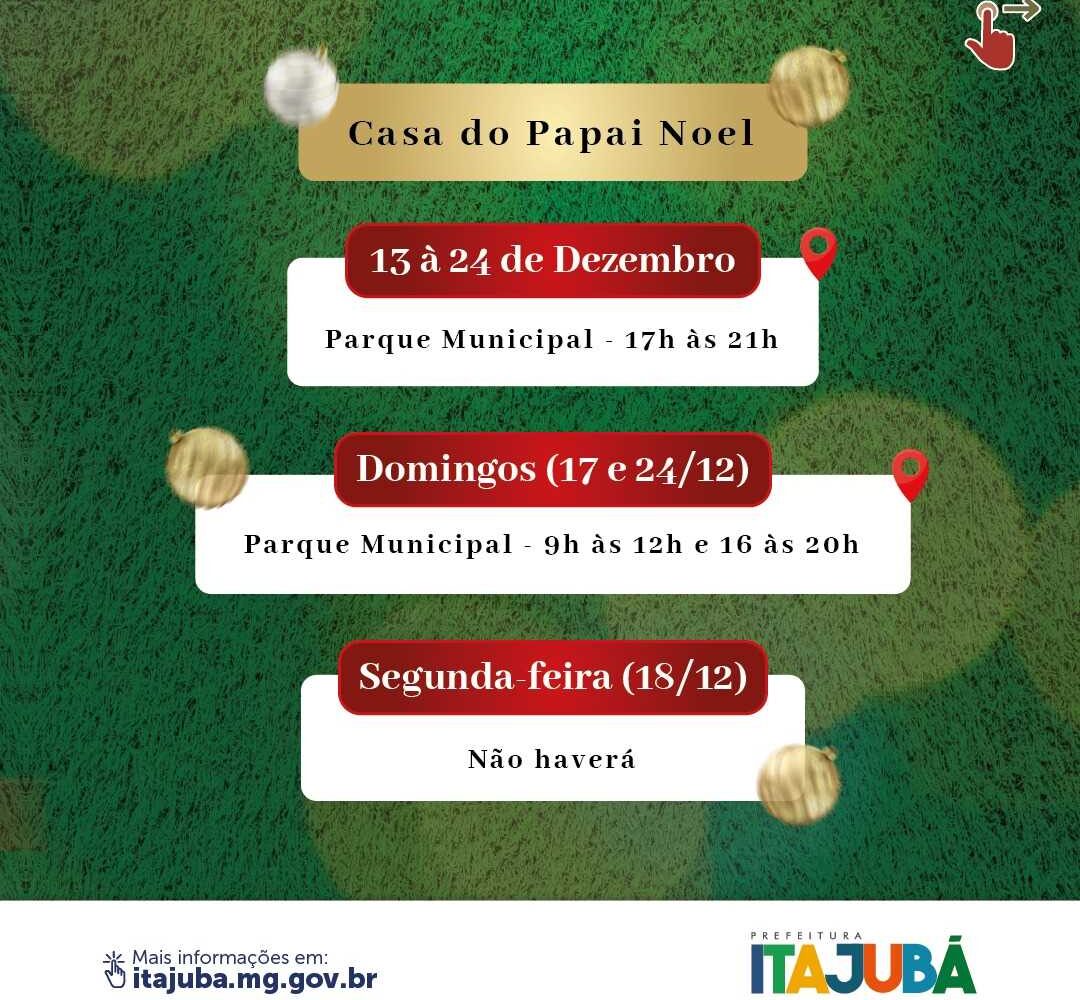 Casa do Papai Noel
13 à 24 de Dezembro
Parque Municipal - 17h às 21h
Domingos (17 e 24/12)
Parque Municipal - 9h às 12h e 16 às 20h
Segunda-feira (18/12)
Não haverá
Mais informações em:
itajuba.mg.gov.br
PREFEITURA
ITAJUBÁ